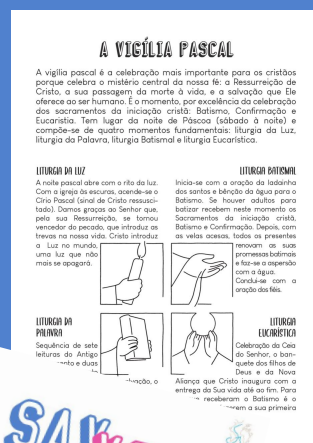 A VIGÍLIA PASCAL
A vigília pascal é a celebração mais importante para os cristãos
porque celebra o mistério central da nossa fé: a Ressurreição de
Cristo, a sua passagem da morte à vida, e a salvação que Ele
oferece ao ser humano. É o momento, por excelência da celebração
dos sacramentos da iniciação cristã: Batismo, Confirmação e
Eucaristia. Tem lugar da noite de Páscoa (sábado à noite) e
compõe-se de quatro momentos fundamentais: liturgia da Luz,
liturgia da Palavra, liturgia Batismal e liturgia Eucarística.
LITURGIA DA LUZ
A noite pascal abre com o rito da luz.
Com a igreja às escuras, acende-se o
Círio Pascal (sinal de Cristo ressusci-
tado). Damos graças ao Senhor que,
pela sua Ressurreição, se tornou
vencedor do pecado, que introduz as
trevas na nossa vida. Cristo introduz
a Luz no mundo,
uma luz que não
mais se apagará.
LITURGIA BATISMAL
Inicia-se com a oração da ladainha
dos santos e bênção da água para o
Batismo. Se houver adultos para
batizar recebem neste momento os
Sacramentos da iniciação cristã,
Batismo e Confirmação. Depois, com
as velas acesas, todos os presentes
renovam as suas
promessas batismais
e faz-se a aspersão
com a água.
Conclui-se com a
oração dos fiéis.
LITURGIA DA
PALAVRA
Sequência de sete
leituras do Antigo
e duas
o
LITURGIA
EUCARÍSTICA
Celebração da Ceia
do Senhor, o ban-
quete dos filhos de
Deus e da Nova
Aliança que Cristo inaugura com a
entrega da Sua vida até ao fim. Para
receberam o Batismo é o
a sua primeira